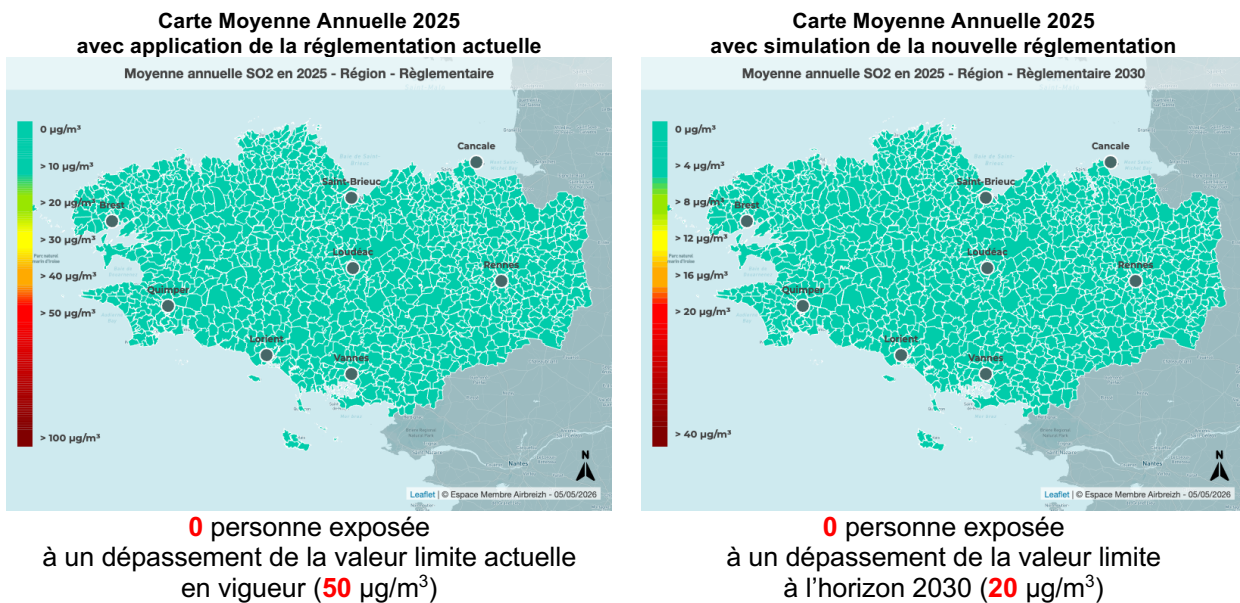 Carte Moyenne Annuelle 2025
avec application de la réglementation actuelle
Moyenne annuelle SO2 en 2025 - Région - Règlementaire
0 µg/m³
> 10 µg/m³
> 20 µg/m³
> 30 µg/m³
> 40 µg/m³
> 50 µg/m³
> 100 µg/m³
Cancale
Saint-Brieuc
Brest
Loudéac
Rennes
Quimper
Lorient
Vannes
Nantes
N
Leaflet | © Espace Membre Airbreizh - 05/05/2026
0 personne exposée
à un dépassement de la valeur limite actuelle
en vigueur (50 µg/m³)
Carte Moyenne Annuelle 2025
avec simulation de la nouvelle réglementation
Moyenne annuelle SO2 en 2025 - Région - Règlementaire 2030
0 µg/m³
> 4 µg/m³
> 8 µg/m³
> 12 µg/m³
> 16 µg/m³
> 20 µg/m³
> 40 µg/m³
Cancale
Saint-Brieuc
Brest
Loudéac
Rennes
Quimper
Lorient
Vannes
Nantes
N
Leaflet | © Espace Membre Airbreizh - 05/05/2026
0 personne exposée
à un dépassement de la valeur limite
à l’horizon 2030 (20 µg/m³)